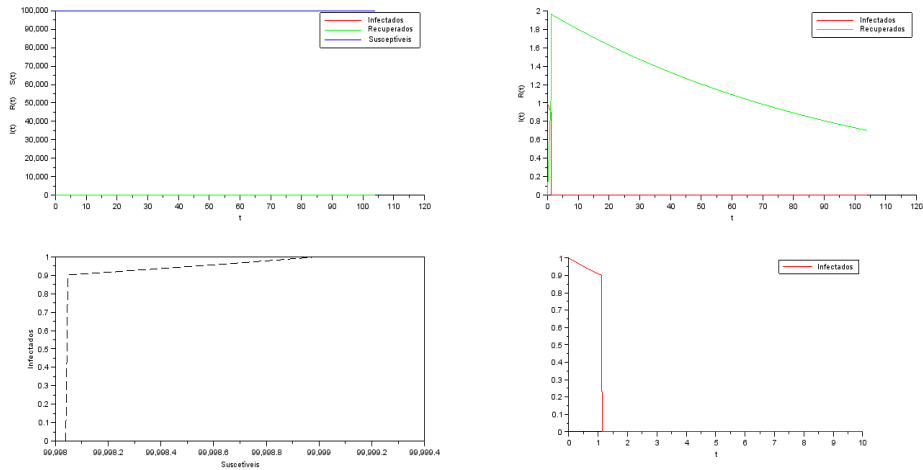 100,000
90,000
80,000
70,000
60,000
50,000
40,000
30,000
20,000
10,000
0
I(t) R(t) S(t)
0 10 20 30 40 50 60 70 80 90 100 110 120
t
Infectados
Recuperados
Susceptíveis
2
1.8
1.6
1.4
1.2
1
0.8
0.6
0.4
0.2
0
I(t) R(t)
0 10 20 30 40 50 60 70 80 90 100 110 120
t
Infectados
Recuperados
1
0.9
0.8
0.7
0.6
0.5
0.4
0.3
0.2
0.1
0
Infectados
99,998 99,998.2 99,998.4 99,998.6 99,998.8 99,999 99,999.2 99,999.4
Suscetíveis
1
0.9
0.8
0.7
0.6
0.5
0.4
0.3
0.2
0.1
0
0 1 2 3 4 5 6 7 8 9 10
t
Infectados